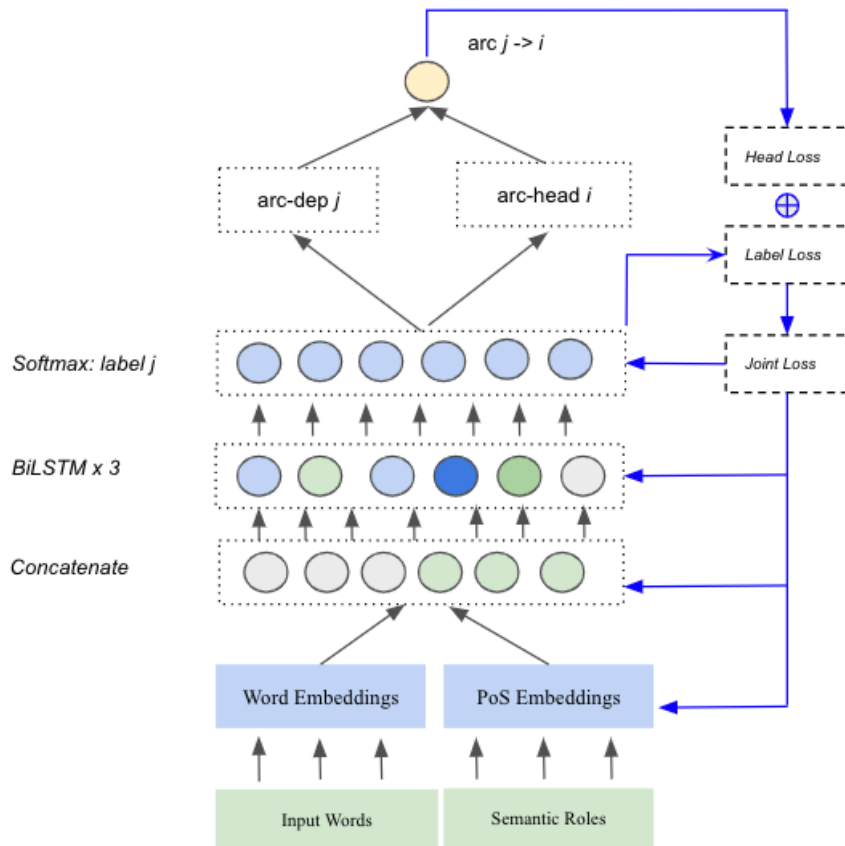 arc j -> i
Head Loss
arc-dep j
arc-head i
Label Loss
Softmax: label j
Joint Loss
BiLSTM x 3
Concatenate
Word Embeddings
PoS Embeddings
Input Words
Semantic Roles